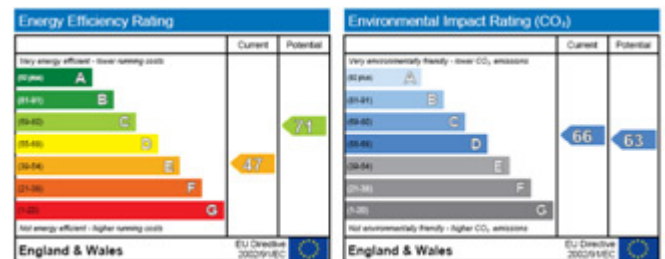 Energy Efficiency Rating
Current Potential
Very energy efficient - lower running costs
(92 plus) A
(81-91) B
(69-80) C
(55-68) D
(39-54) E
(21-38) F
(1-20) G
71
47
Not energy efficient - higher running costs
England & Wales
EU Directive
2002/91/EC
Environmental Impact Rating (CO₂)
Current Potential
Very environmentally friendly - lower CO₂ emissions
(92 plus) A
(81-91) B
(69-80) C
(55-68) D
(39-54) E
(21-38) F
(1-20) G
66
63
Not environmentally friendly - higher CO₂ emissions
England & Wales
EU Directive
2002/91/EC